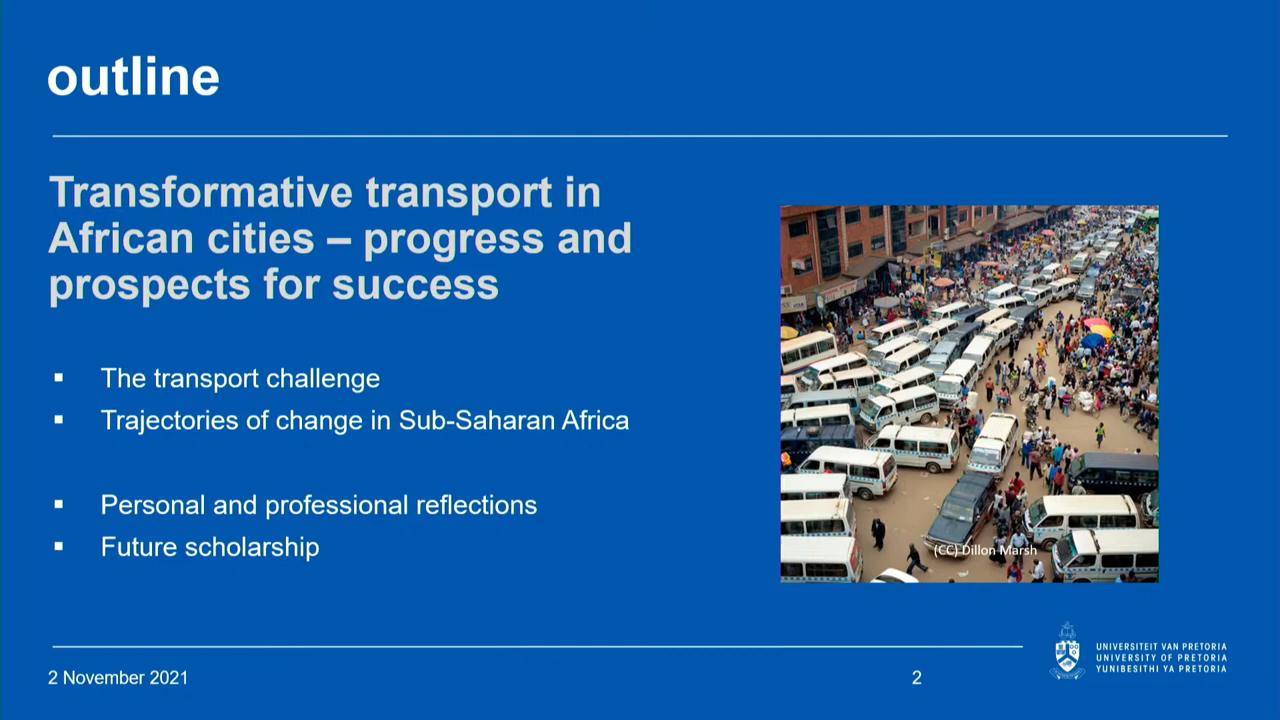 outline
Transformative transport in
African cities – progress and
prospects for success
▪ The transport challenge
▪ Trajectories of change in Sub-Saharan Africa
▪ Personal and professional reflections
▪ Future scholarship
(CC) Dillon Marsh
2 November 2021
2
UNIVERSITEIT VAN PRETORIA
UNIVERSITY OF PRETORIA
YUNIBESITHI YA PRETORIA